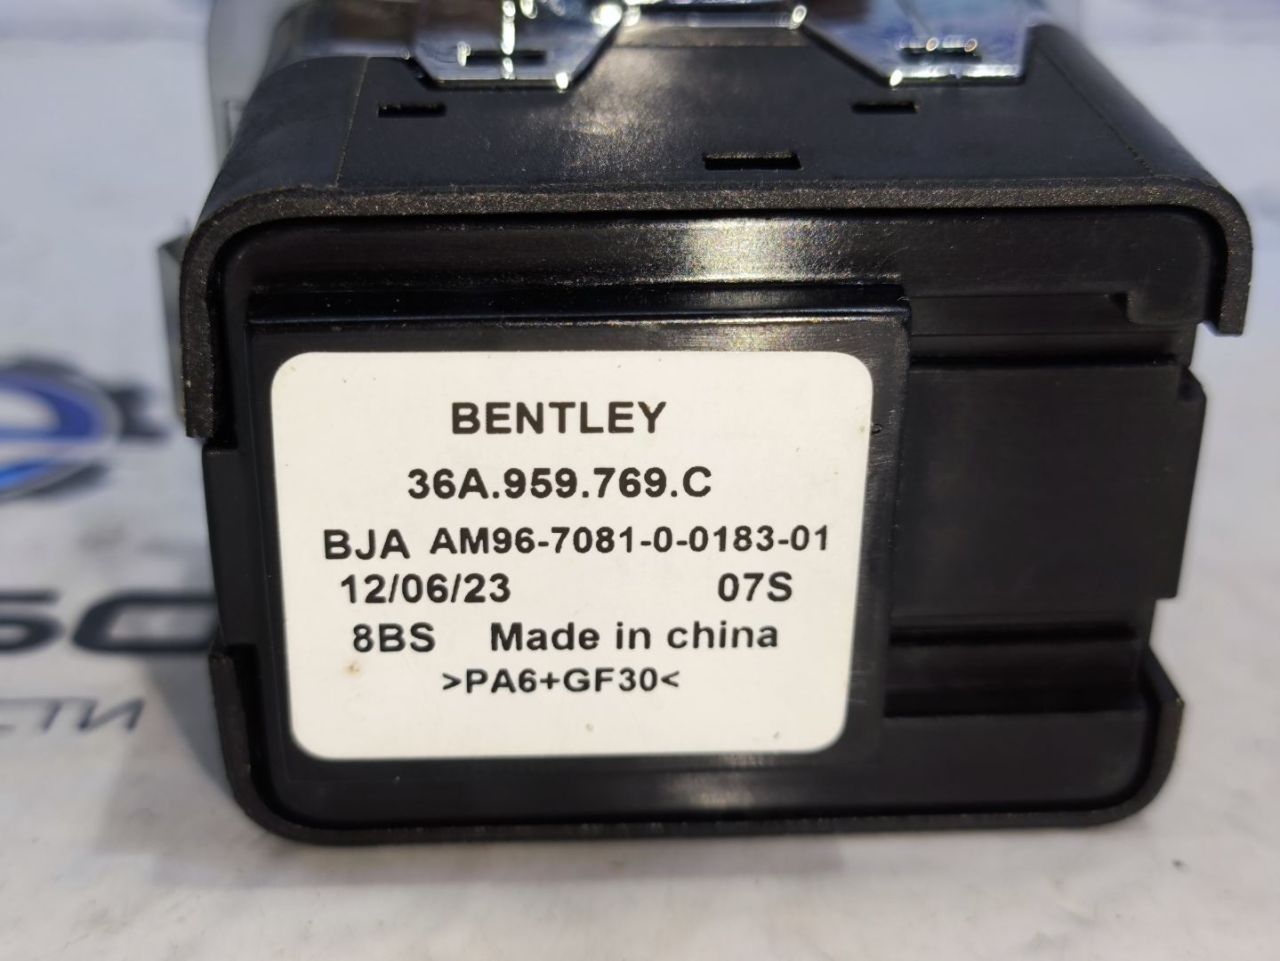 BENTLEY
36A.959.769.C
BJA AM96-7081-0-0183-01
12/06/23 07S
8BS Made in china
>PA6+GF30<